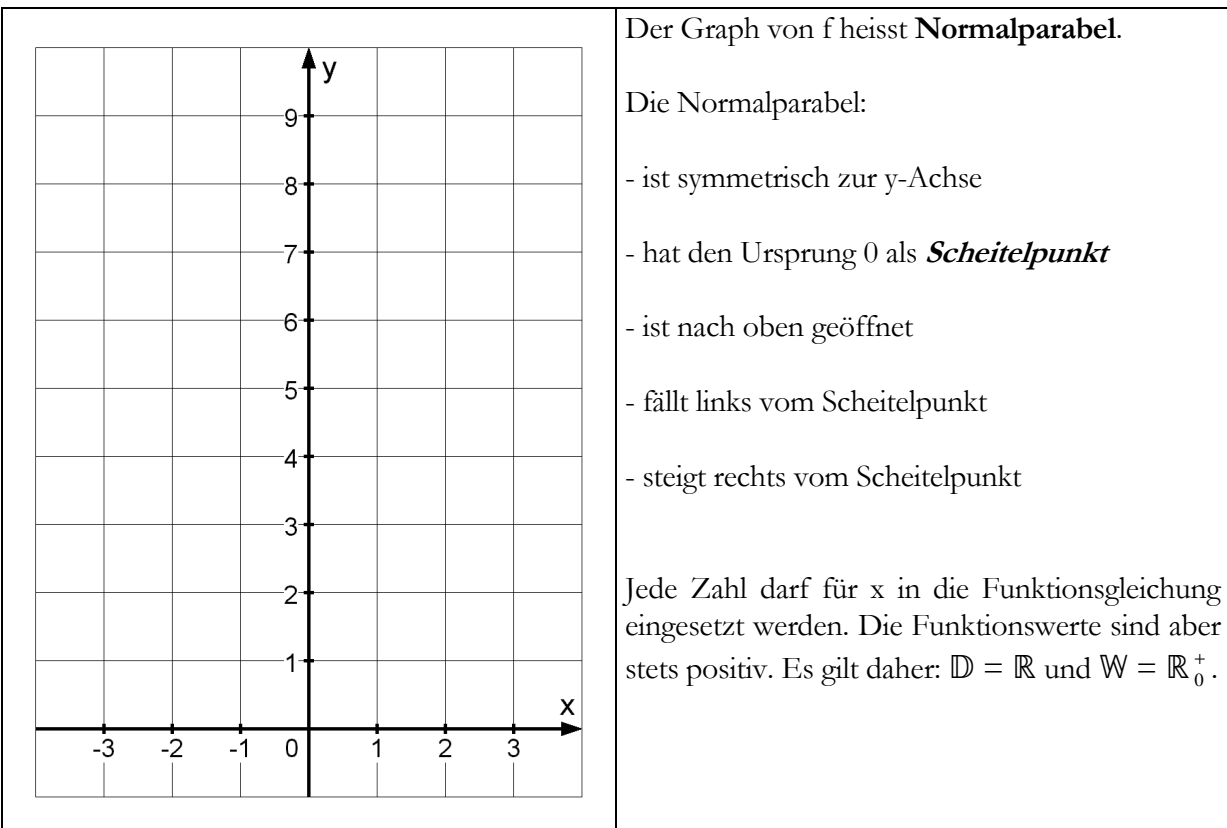 y
9
8
7
6
5
4
3
2
1
x
-3 -2 -1 0 1 2 3
Der Graph von f heisst Normalparabel.
Die Normalparabel:
- ist symmetrisch zur y-Achse
- hat den Ursprung 0 als Scheitelpunkt
- ist nach oben geöffnet
- fällt links vom Scheitelpunkt
- steigt rechts vom Scheitelpunkt
Jede Zahl darf für x in die Funktionsgleichung
eingesetzt werden. Die Funktionswerte sind aber
stets positiv. Es gilt daher: 𝔻 = ℝ und 𝕎 = ℝ₀⁺.